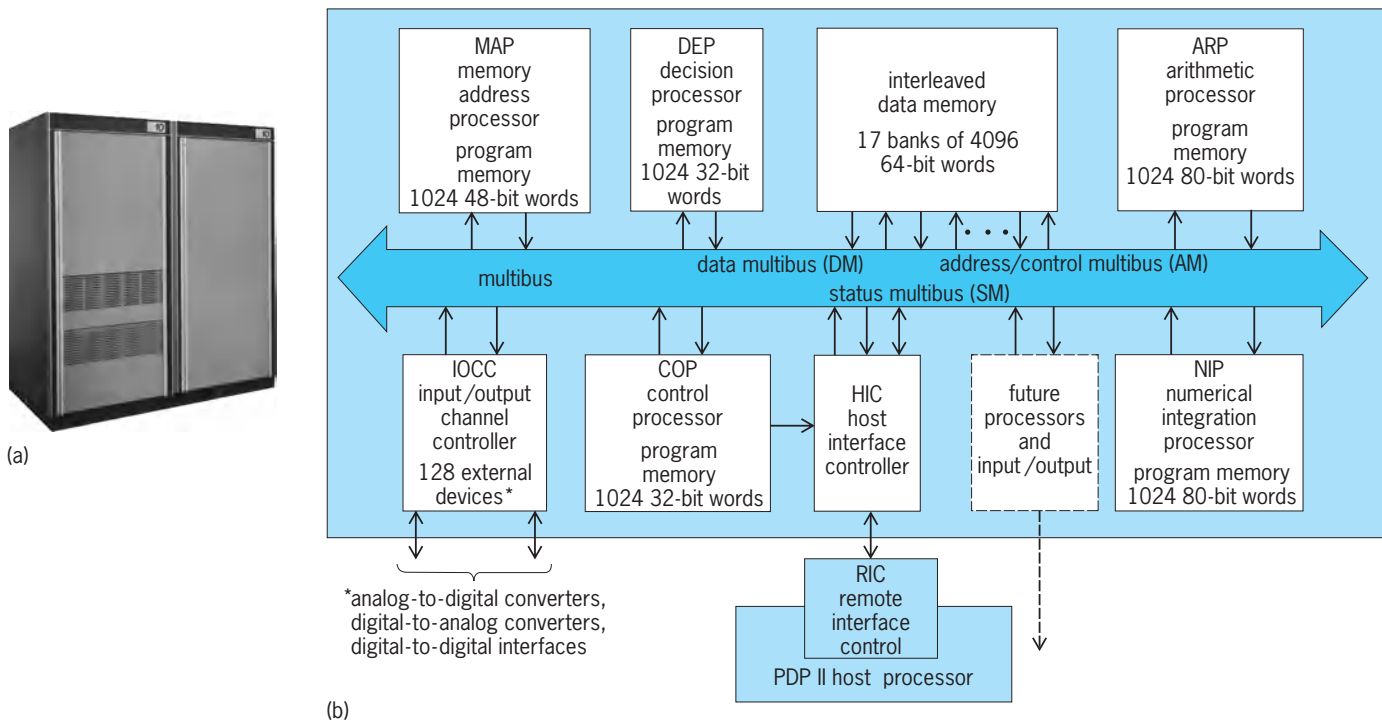 (a)
10
10
MAP
memory
address
processor
program
memory
1024 48-bit words
DEP
decision
processor
program
memory
1024 32-bit
words
interleaved
data memory
17 banks of 4096
64-bit words
ARP
arithmetic
processor
program
memory
1024 80-bit words
multibus
data multibus (DM)
address/control multibus (AM)
status multibus (SM)
IOCC
input/output
channel
controller
128 external
devices*
COP
control
processor
program
memory
1024 32-bit words
HIC
host
interface
controller
future
processors
and
input/output
NIP
numerical
integration
processor
program memory
1024 80-bit words
*analog-to-digital converters,
digital-to-analog converters,
digital-to-digital interfaces
RIC
remote
interface
control
PDP II host processor
(b)